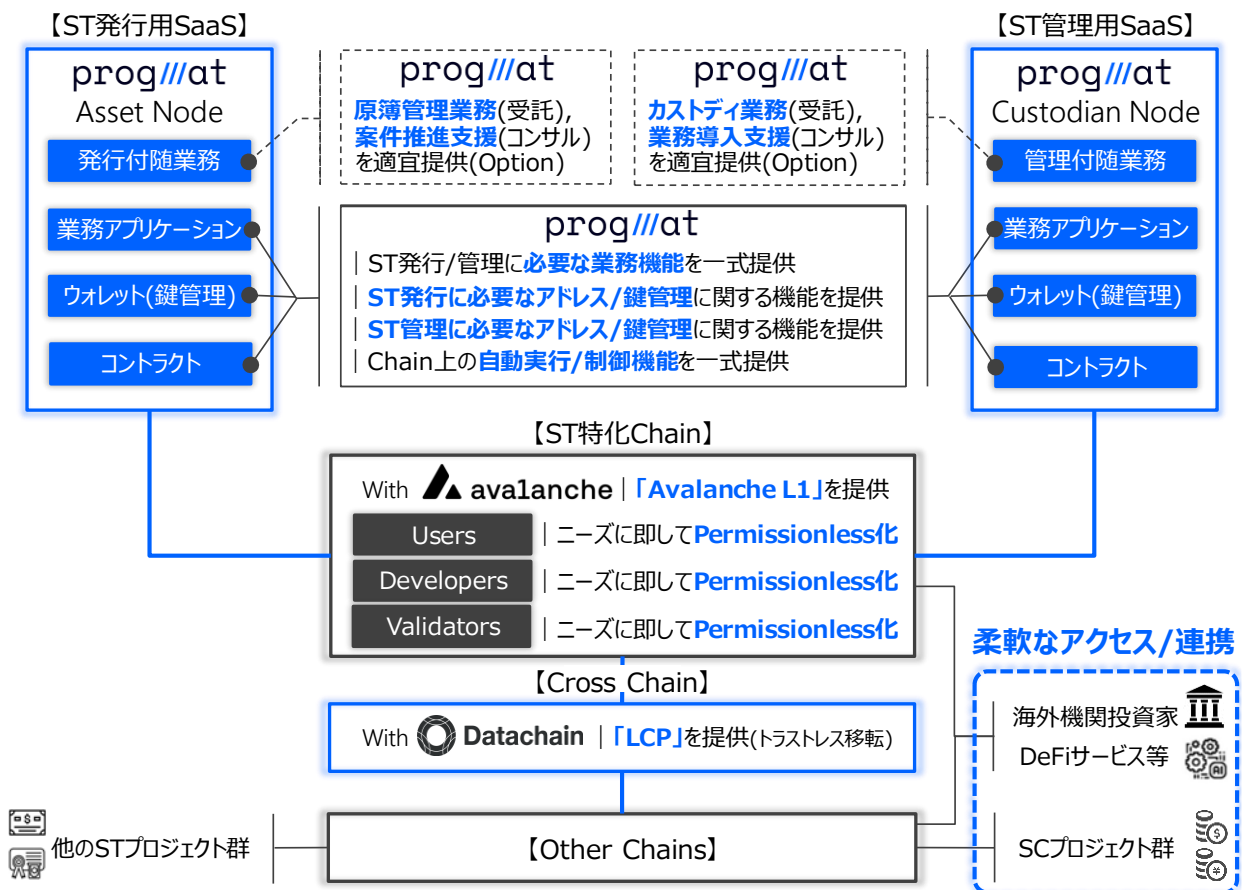 【ST発行用SaaS】
progmat
Asset Node
発行付随業務
業務アプリケーション
ウォレット(鍵管理)
コントラクト
progmat
原簿管理業務(受託),
案件推進支援(コンサル)
を適宜提供(Option)
progmat
カストディ業務(受託),
業務導入支援(コンサル)
を適宜提供(Option)
【ST管理用SaaS】
progmat
Custodian Node
管理付随業務
業務アプリケーション
ウォレット(鍵管理)
コントラクト
progmat
|ST発行/管理に必要な業務機能を一式提供
|ST発行に必要なアドレス/鍵管理に関する機能を提供
|ST管理に必要なアドレス/鍵管理に関する機能を提供
|Chain上の自動実行/制御機能を一式提供
【ST特化Chain】
With avalanche|「Avalanche L1」を提供
Users |ニーズに即してPermissionless化
Developers |ニーズに即してPermissionless化
Validators |ニーズに即してPermissionless化
【Cross Chain】
With Datachain |「LCP」を提供(トラストレス移転)
柔軟なアクセス/連携
海外機関投資家
DeFiサービス等
AI
SCプロジェクト群
$
¥
$
他のSTプロジェクト群
【Other Chains】